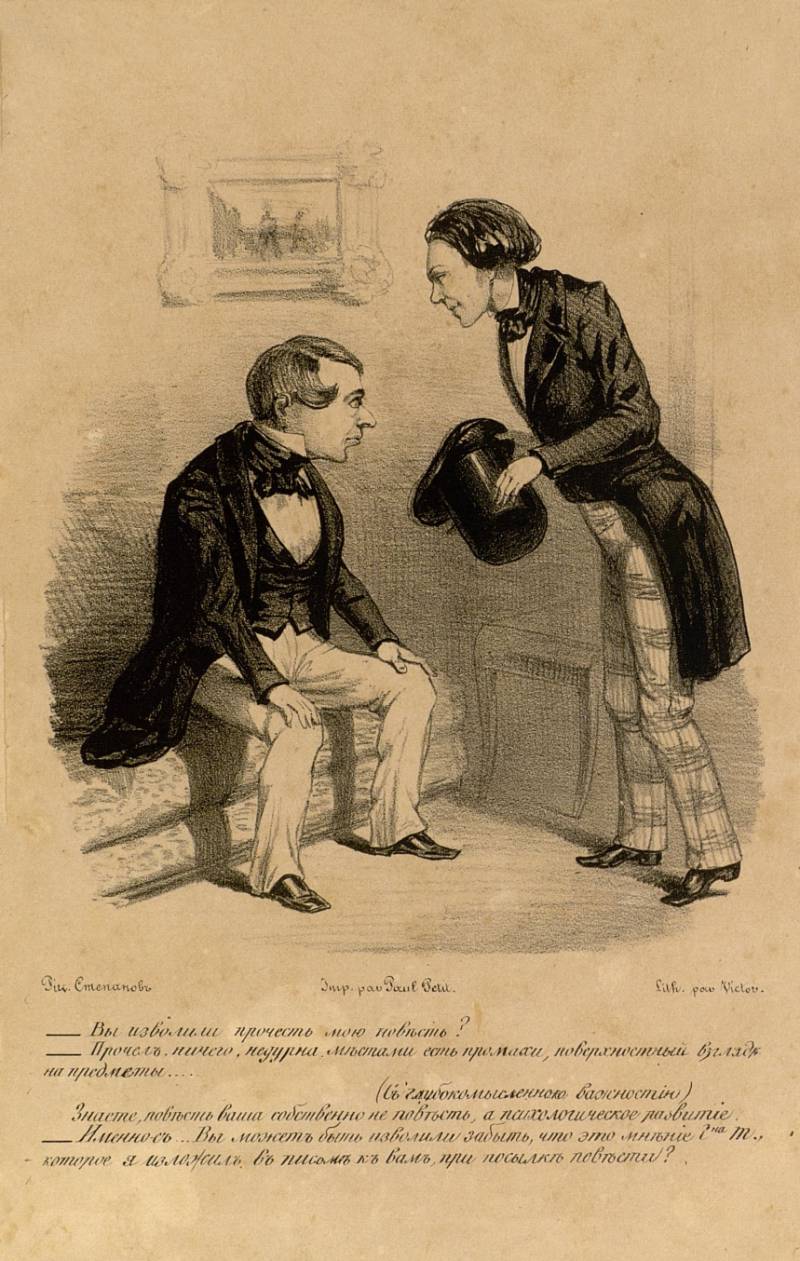 Рис. Степановъ Imp. par Paul Petit. Lith. par Victor.
— Вы изволили прочесть мою повѣсть?
— Прочелъ, ничего, недурна, мѣстами есть промахи, поверхностный взглядъ
на предметы....
(Съ глубокомысленною важностію)
Знаете, повѣсть ваша собственно не повѣсть, а психологическое развитіе.
— Именно-съ... Вы можетъ быть изволили забыть, что это мнѣніе Г-на Т.,
которое я изложилъ въ письмѣ къ вамъ, при посылкѣ повѣсти?